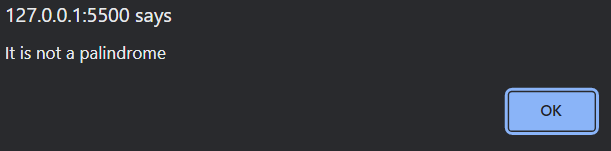 127.0.0.1:5500 says
It is not a palindrome
OK